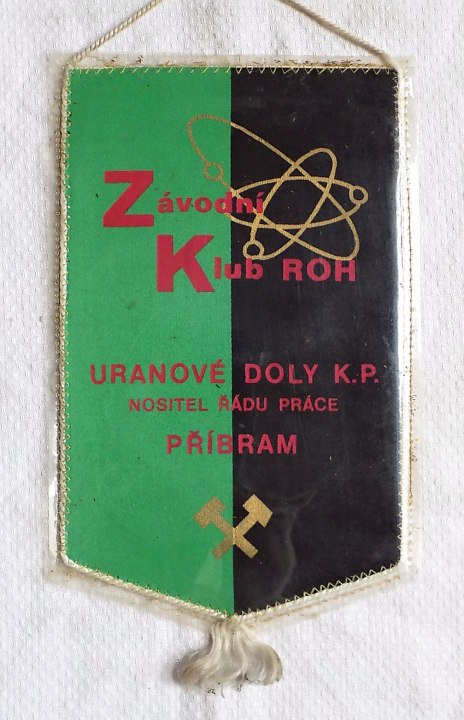 Závodní
Klub ROH
URANOVÉ DOLY K.P.
NOSITEL ŘÁDU PRÁCE
PŘÍBRAM